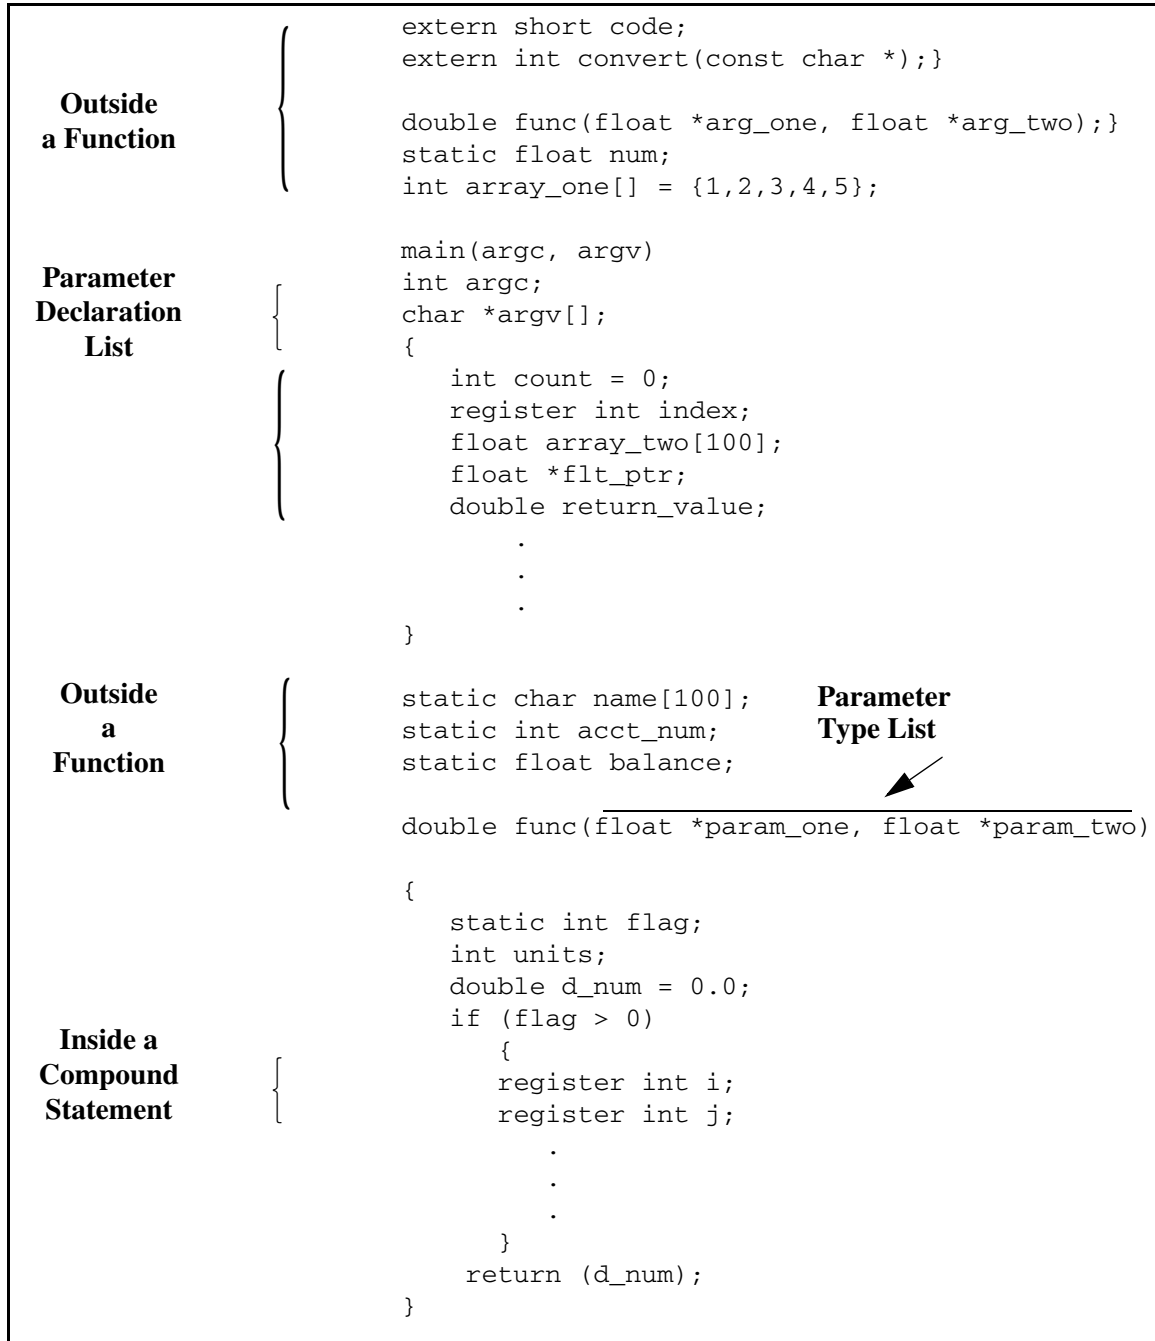 extern short code;
extern int convert(const char *);}
Outside
a Function
double func(float *arg_one, float *arg_two);}
static float num;
int array_one[] = {1,2,3,4,5};
main(argc, argv)
Parameter
Declaration
List
int argc;
char *argv[];
{
int count = 0;
register int index;
float array_two[100];
float *flt_ptr;
double return_value;
.
.
.
}
Outside
a
Function
static char name[100];
static int acct_num;
static float balance;
Parameter
Type List
double func(float *param_one, float *param_two)
{
static int flag;
int units;
double d_num = 0.0;
if (flag > 0)
Inside a
Compound
Statement
{
register int i;
register int j;
.
.
.
}
return (d_num);
}